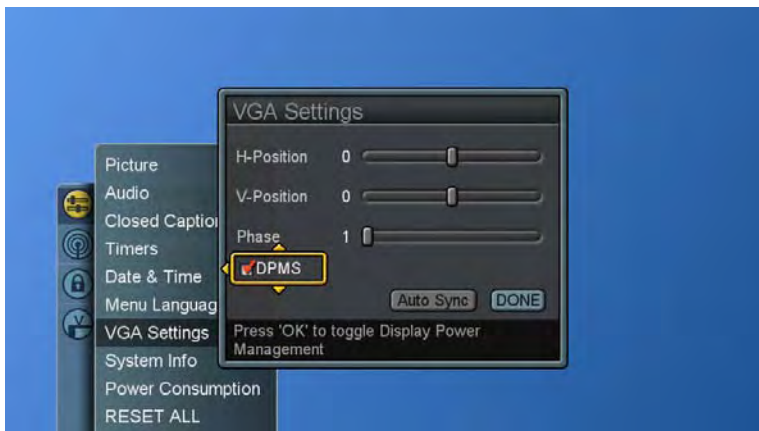 VGA Settings
H-Position 0
V-Position 0
Phase 1
DPMS
Auto Sync DONE
Press 'OK' to toggle Display Power
Management
Picture
Audio
Closed Caption
Timers
Date & Time
Menu Languag
VGA Settings
System Info
Power Consumption
RESET ALL